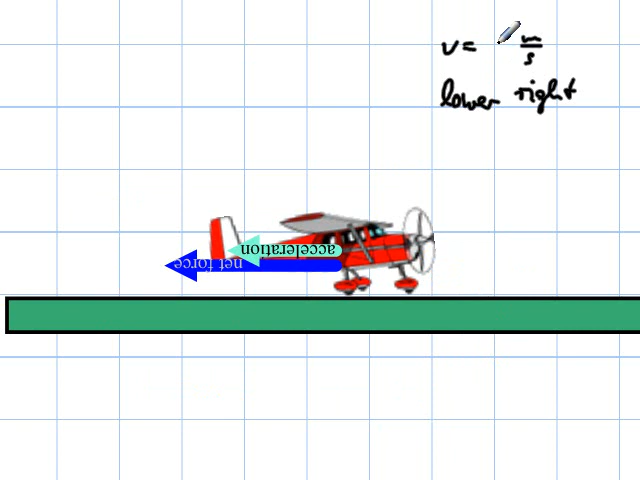 v = m/s
lower right
acceleration
net force